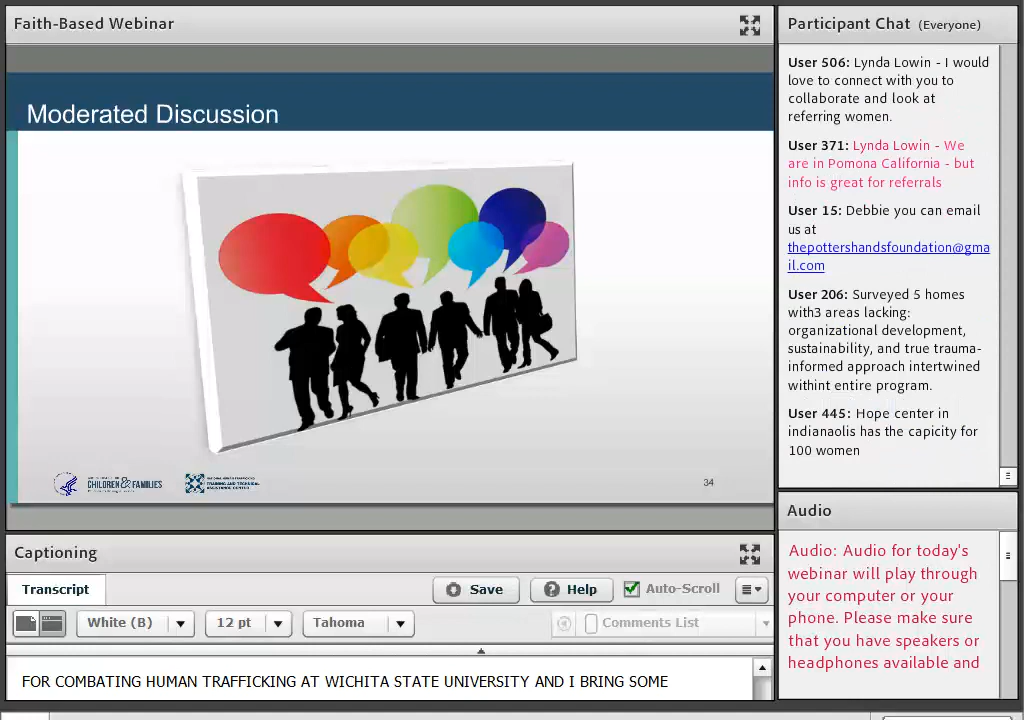 Faith-Based Webinar
Moderated Discussion
CHILDREN & FAMILIES
34
Captioning
Transcript
Save
Help
Auto-Scroll
White (B)
12 pt
Tahoma
Comments List
FOR COMBATING HUMAN TRAFFICKING AT WICHITA STATE UNIVERSITY AND I BRING SOME
Participant Chat (Everyone)
User 506: Lynda Lowin - I would
love to connect with you to
collaborate and look at
referring women.
User 371: Lynda Lowin - We
are in Pomona California - but
info is great for referrals
User 15: Debbie you can email
us at
thepottershandsfoundation@gma
il.com
User 206: Surveyed 5 homes
with3 areas lacking:
organizational development,
sustainability, and true trauma-
informed approach intertwined
withint entire program.
User 445: Hope center in
indianaolis has the capicity for
100 women
Audio
Audio: Audio for today's
webinar will play through
your computer or your
phone. Please make sure
that you have speakers or
headphones available and